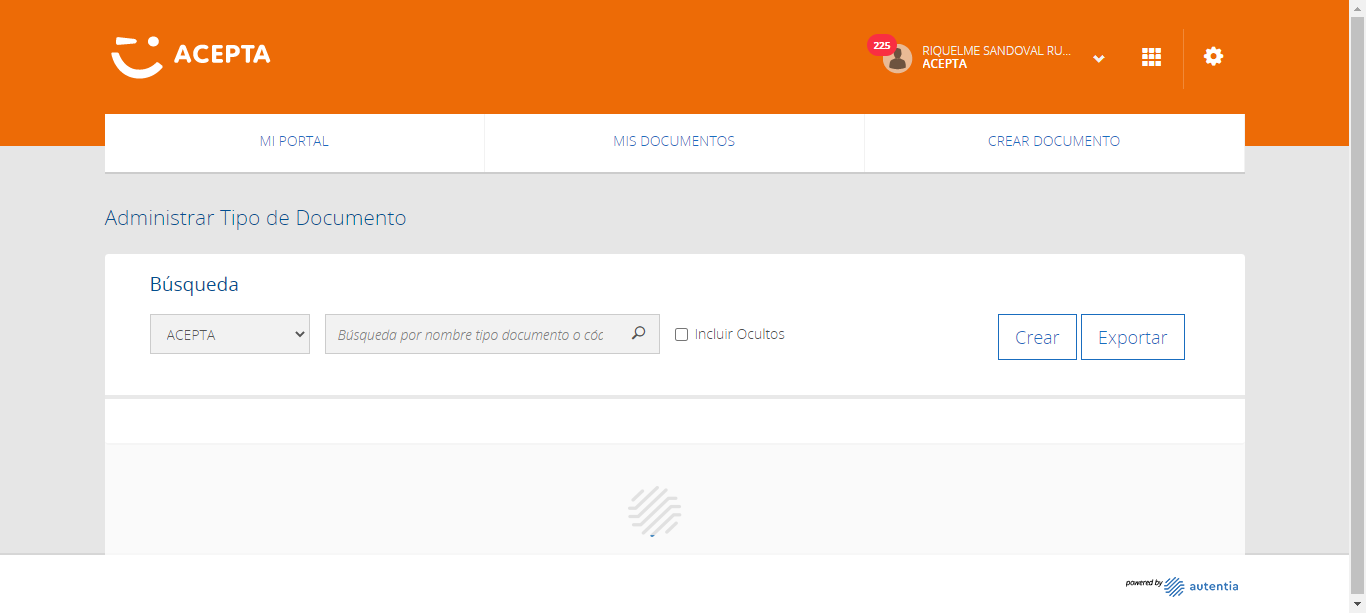 ACEPTA
225
RIQUELME SANDOVAL RU...
ACEPTA
MI PORTAL
MIS DOCUMENTOS
CREAR DOCUMENTO
Administrar Tipo de Documento
Búsqueda
ACEPTA
Búsqueda por nombre tipo documento o cóc
Incluir Ocultos
Crear
Exportar
powered by autentia